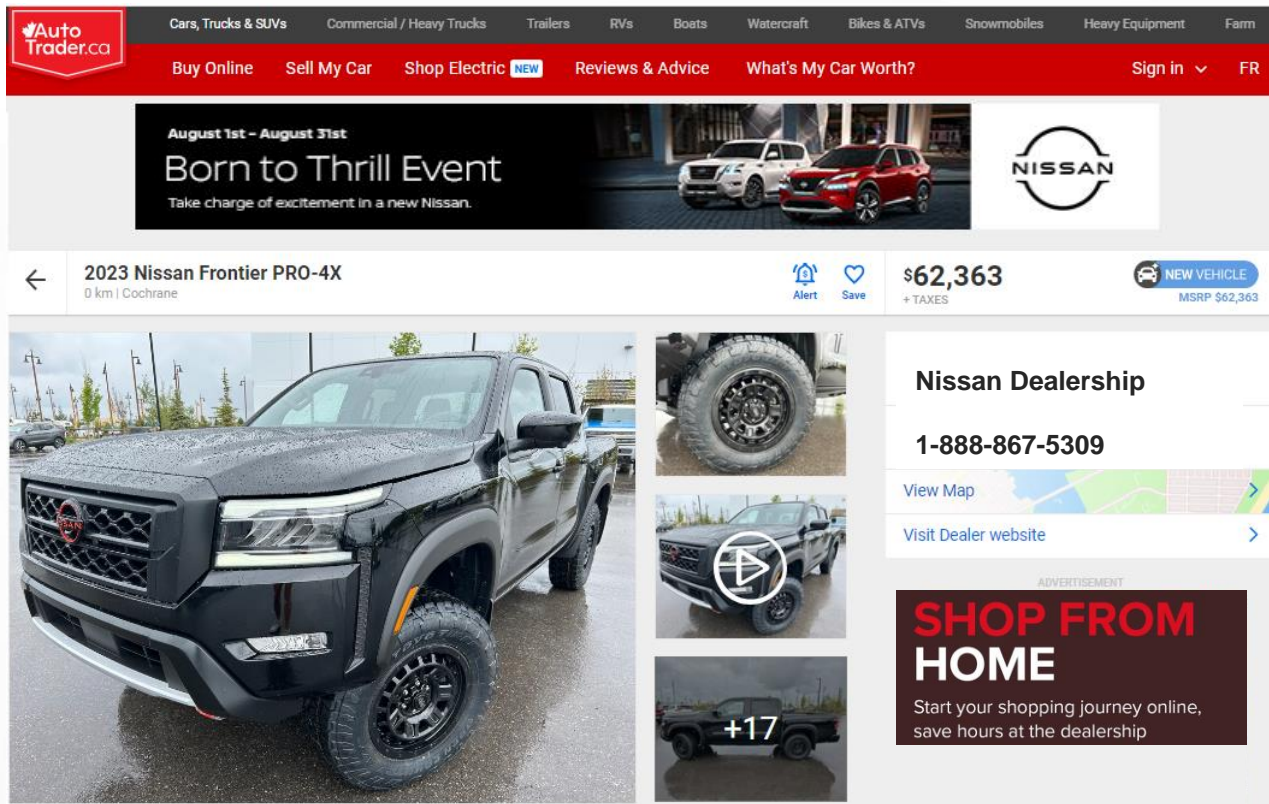 Auto
Trader.ca
Cars, Trucks & SUVs Commercial / Heavy Trucks Trailers RVs Boats Watercraft Bikes & ATVs Snowmobiles Heavy Equipment Farm
Buy Online Sell My Car Shop Electric NEW Reviews & Advice What's My Car Worth? Sign in FR
August 1st – August 31st
Born to Thrill Event
Take charge of excitement in a new Nissan.
NISSAN
2023 Nissan Frontier PRO-4X
0 km | Cochrane
Alert Save
$62,363
+ TAXES
NEW VEHICLE
MSRP $62,363
NISSAN
+17
Nissan Dealership
1-888-867-5309
View Map
Visit Dealer website
ADVERTISEMENT
SHOP FROM
HOME
Start your shopping journey online,
save hours at the dealership